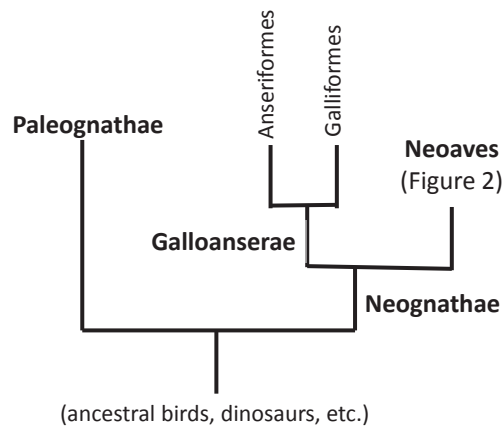 Anseriformes
Galliformes
Paleognathae
Neoaves
(Figure 2)
Galloanserae
Neognathae
(ancestral birds, dinosaurs, etc.)